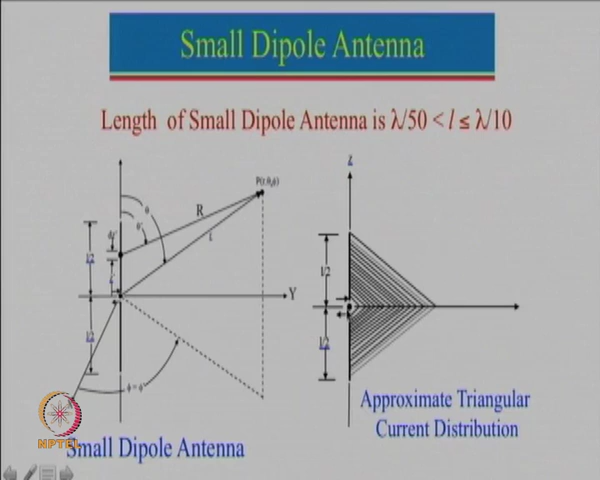 Small Dipole Antenna
Length of Small Dipole Antenna is λ/50 < l ≤ λ/10
P(r,θ,φ)
θ
θ'
R
r
dz'
l/2
z'
Y
l/2
φ = φ'
Z
l/2
l/2
Approximate Triangular
Current Distribution
NPTEL
Small Dipole Antenna